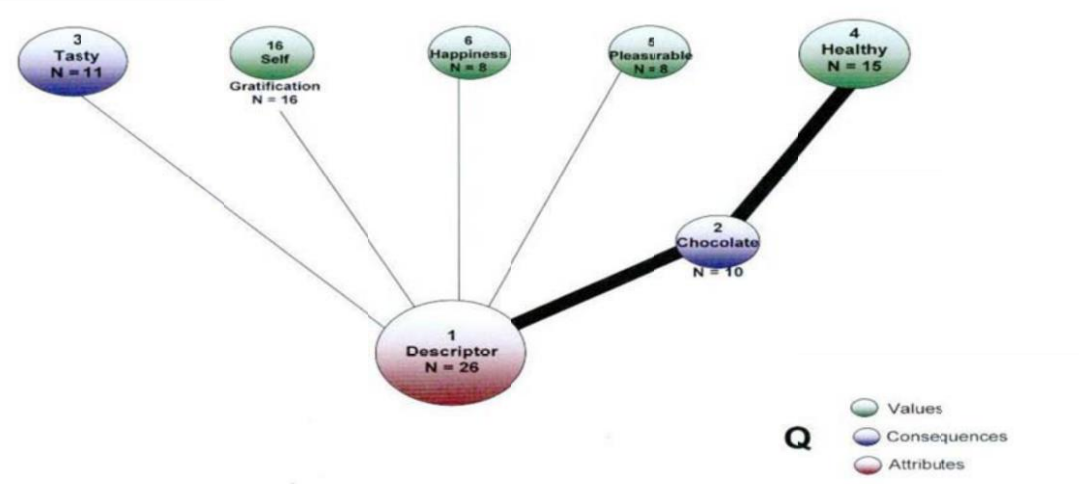 3
Tasty
N = 11
16
Self
Gratification
N = 16
6
Happiness
N = 8
Pleasurable
N = 8
4
Healthy
N = 15
2
Chocolate
N = 10
1
Descriptor
N = 26
Q
Values
Consequences
Attributes